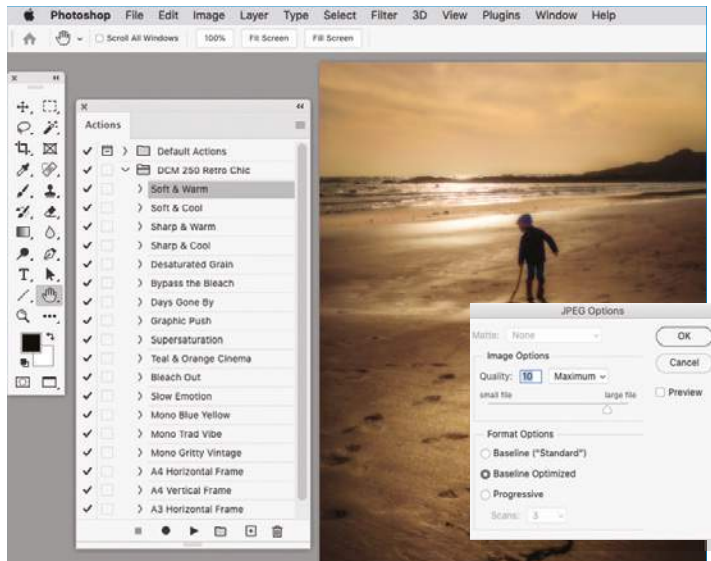 Photoshop File Edit Image Layer Type Select Filter 3D View Plugins Window Help
Scroll All Windows 100% Fit Screen Fill Screen
Actions
Default Actions
DCM 250 Retro Chic
Soft & Warm
Soft & Cool
Sharp & Warm
Sharp & Cool
Desaturated Grain
Bypass the Bleach
Days Gone By
Graphic Push
Supersaturation
Teal & Orange Cinema
Bleach Out
Slow Emotion
Mono Blue Yellow
Mono Trad Vibe
Mono Gritty Vintage
A4 Horizontal Frame
A4 Vertical Frame
A3 Horizontal Frame
JPEG Options
Matte: None
OK
Image Options
Cancel
Quality: 10 Maximum
Preview
small file large file
Format Options
Baseline ("Standard")
Baseline Optimized
Progressive
Scans: 3